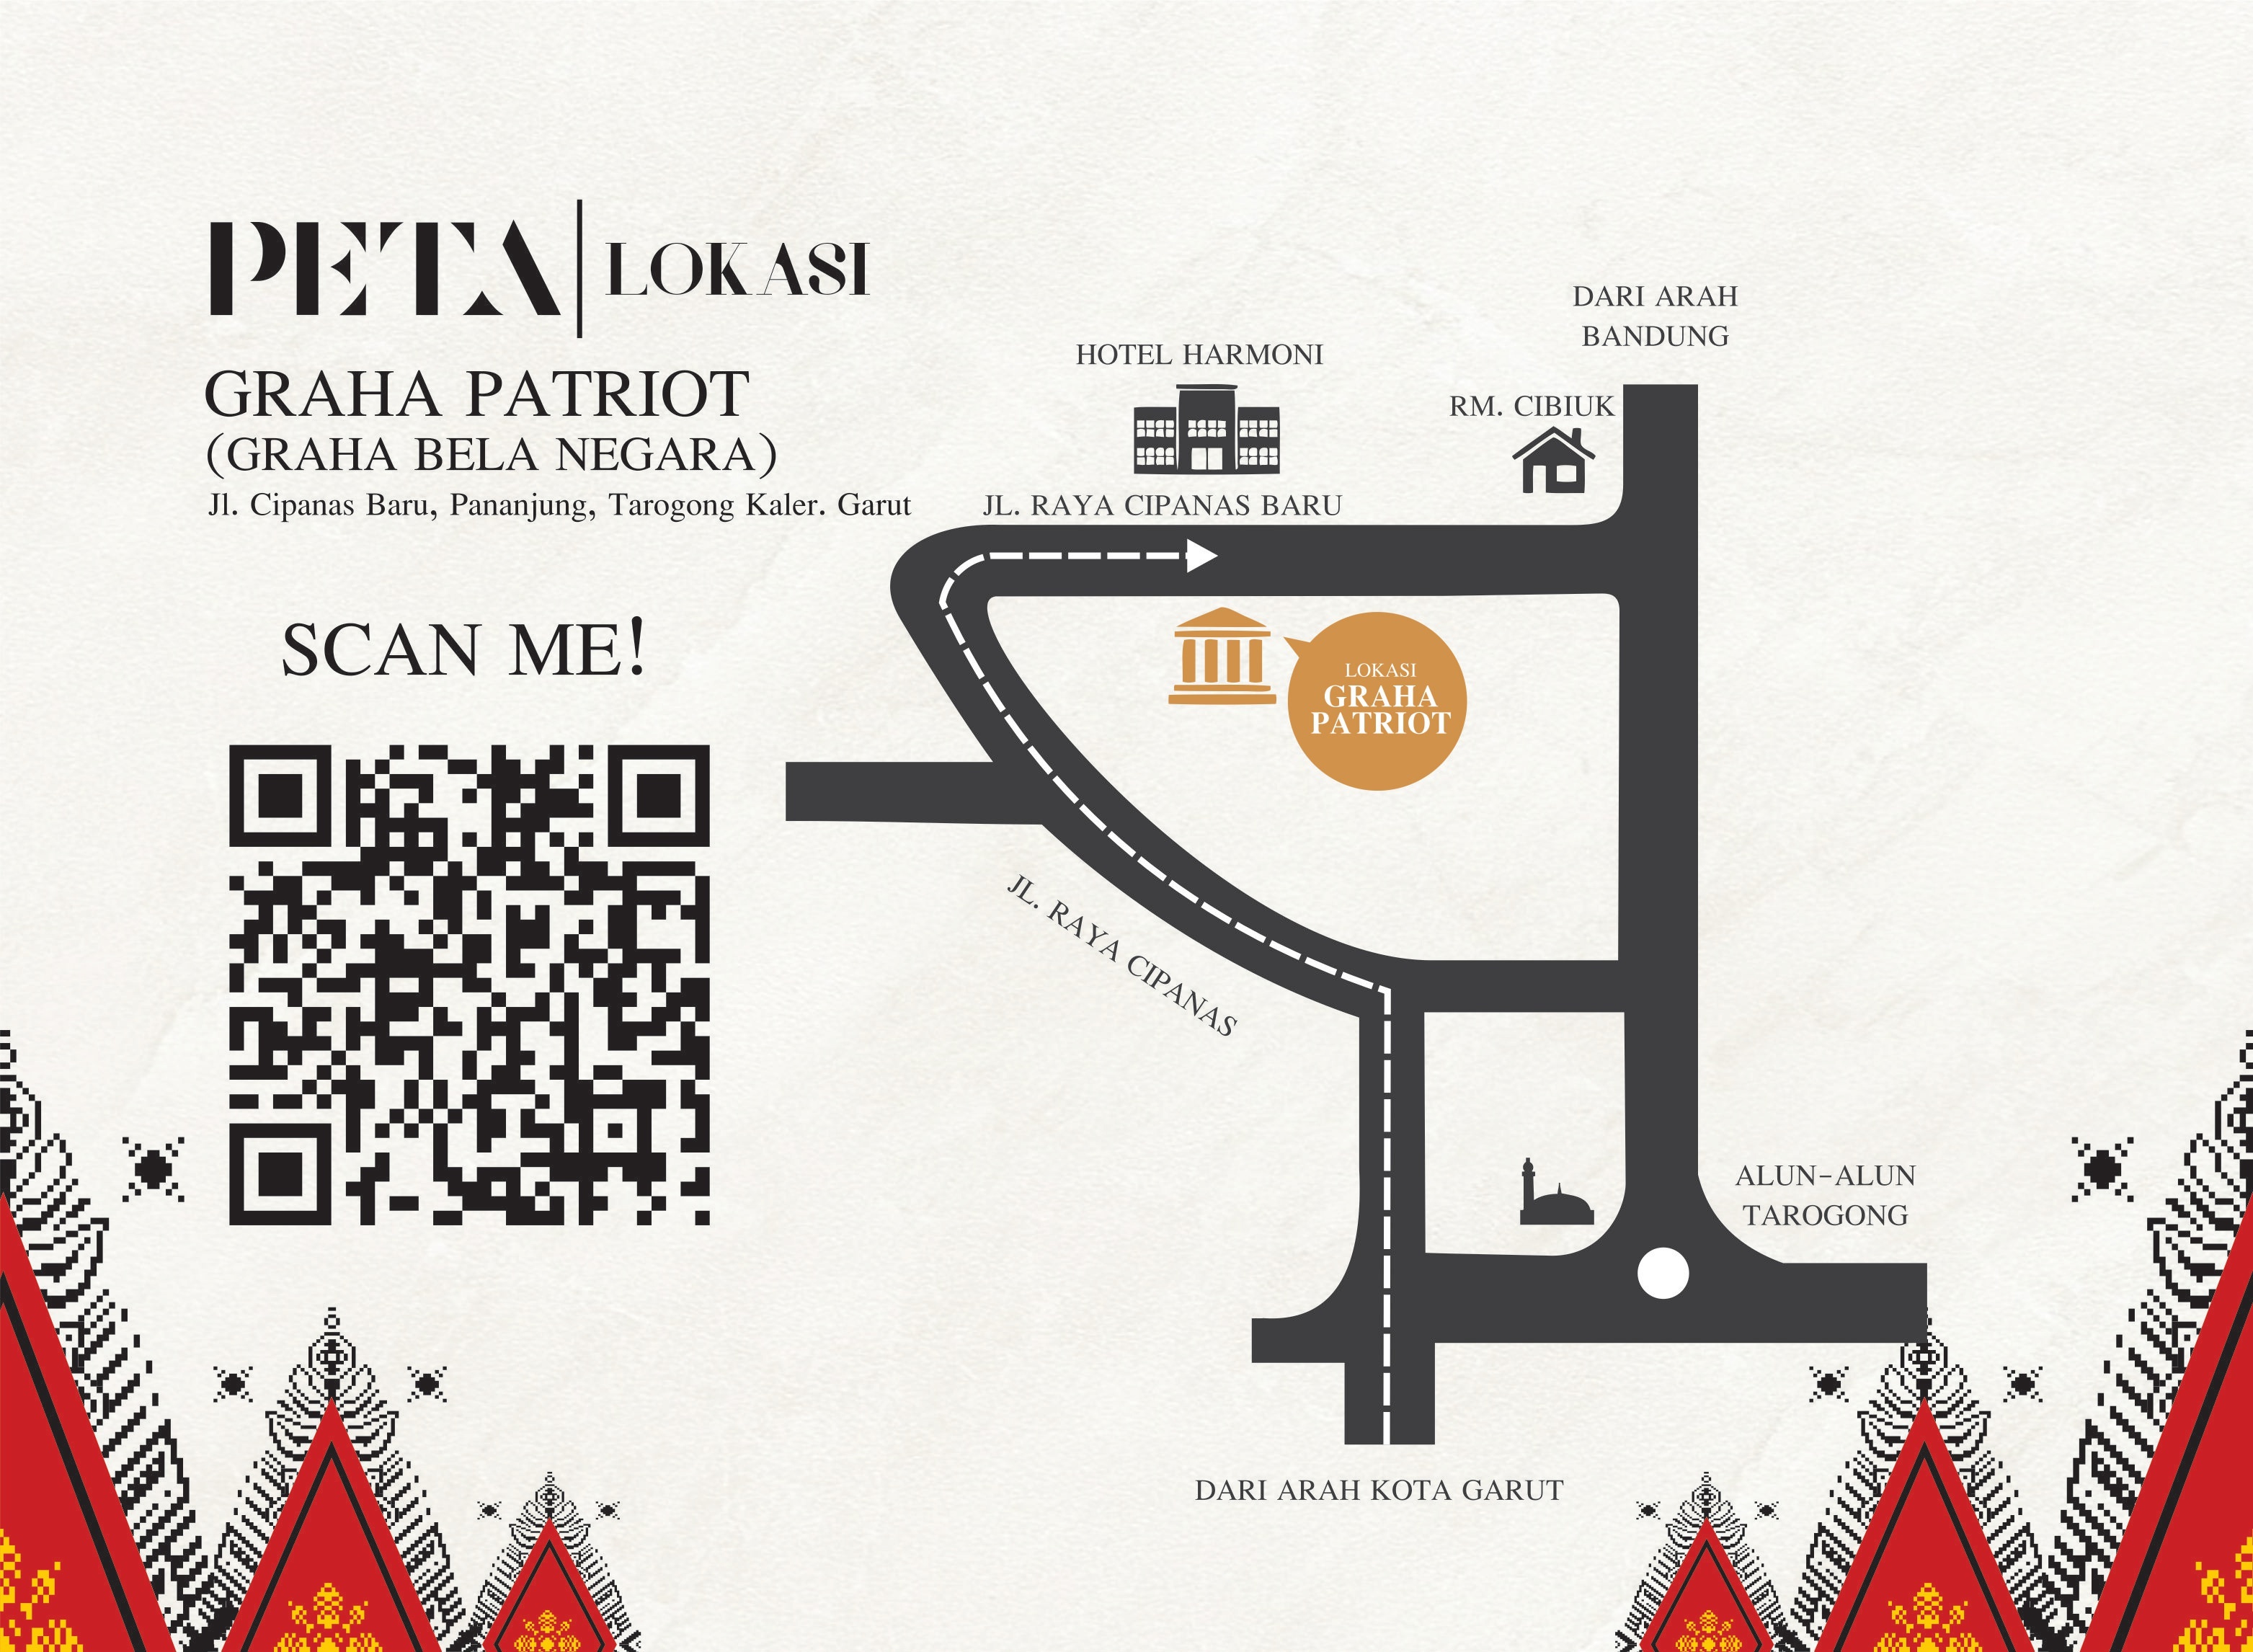 PETA LOKASI
GRAHA PATRIOT
(GRAHA BELA NEGARA)
Jl. Cipanas Baru, Pananjung, Tarogong Kaler. Garut
SCAN ME!
DARI ARAH
BANDUNG
HOTEL HARMONI
RM. CIBIUK
JL. RAYA CIPANAS BARU
LOKASI
GRAHA
PATRIOT
JL. RAYA CIPANAS
ALUN-ALUN
TAROGONG
DARI ARAH KOTA GARUT